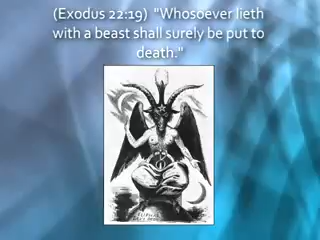 (Exodus 22:19)  "Whosoever lieth
with a beast shall surely be put to
death."